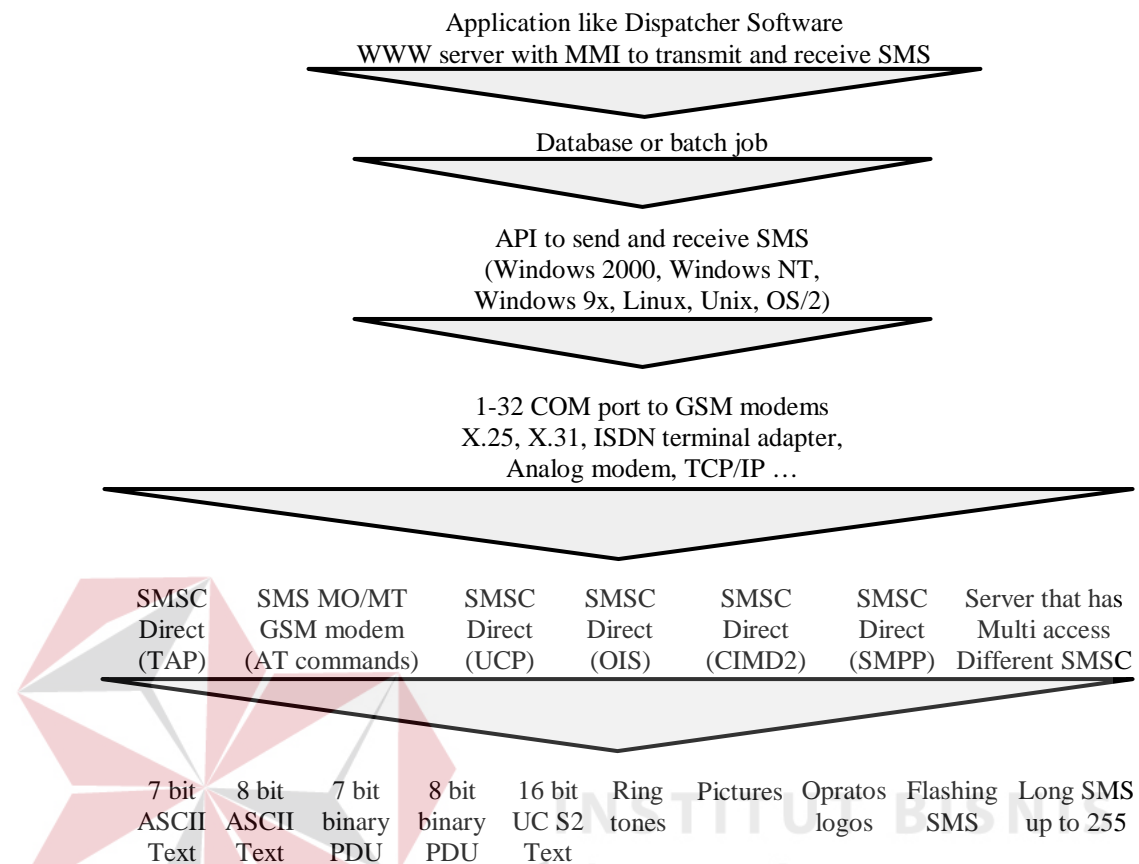 Application like Dispatcher Software
WWW server with MMI to transmit and receive SMS
Database or batch job
API to send and receive SMS
(Windows 2000, Windows NT,
Windows 9x, Linux, Unix, OS/2)
1-32 COM port to GSM modems
X.25, X.31, ISDN terminal adapter,
Analog modem, TCP/IP …
SMSC Direct (TAP)
SMS MO/MT GSM modem (AT commands)
SMSC Direct (UCP)
SMSC Direct (OIS)
SMSC Direct (CIMD2)
SMSC Direct (SMPP)
Server that has Multi access Different SMSC
7 bit ASCII Text
8 bit ASCII Text
7 bit binary PDU
8 bit binary PDU
16 bit UC S2 Text
Ring tones
Pictures
Opratos logos
Flashing SMS
Long SMS up to 255
INSTITUT BISNIS